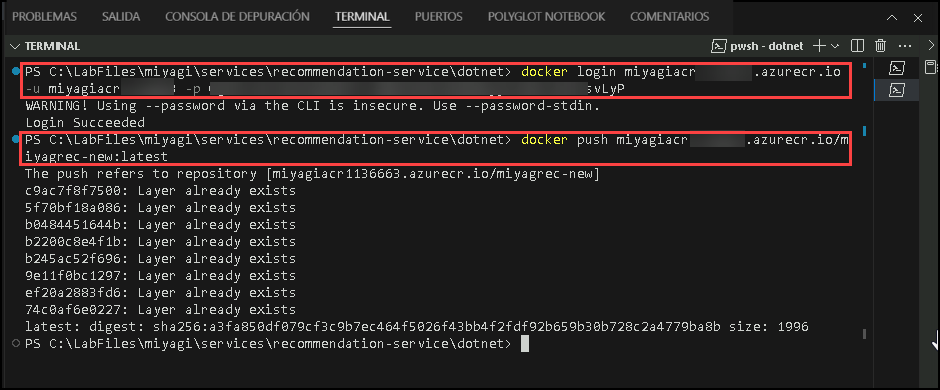 PROBLEMAS SALIDA CONSOLA DE DEPURACIÓN TERMINAL PUERTOS POLYGLOT NOTEBOOK COMENTARIOS
TERMINAL pwsh - dotnet
PS C:\LabFiles\miyagi\services\recommendation-service\dotnet> docker login miyagiacr .azurecr.io
-u miyagiacr -p svLyP
WARNING! Using --password via the CLI is insecure. Use --password-stdin.
Login Succeeded
PS C:\LabFiles\miyagi\services\recommendation-service\dotnet> docker push miyagiacr .azurecr.io/m
iyagrec-new:latest
The push refers to repository [miyagiacr1136663.azurecr.io/miyagrec-new]
c9ac7f8f7500: Layer already exists
5f70bf18a086: Layer already exists
b0484451644b: Layer already exists
b2200c8e4f1b: Layer already exists
b245ac52f696: Layer already exists
9e11f0bc1297: Layer already exists
ef20a2883fd6: Layer already exists
74c0af6e0227: Layer already exists
latest: digest: sha256:a3fa850df079cf3c9b7ec464f5026f43bb4f2fdf92b659b30b728c2a4779ba8b size: 1996
PS C:\LabFiles\miyagi\services\recommendation-service\dotnet>